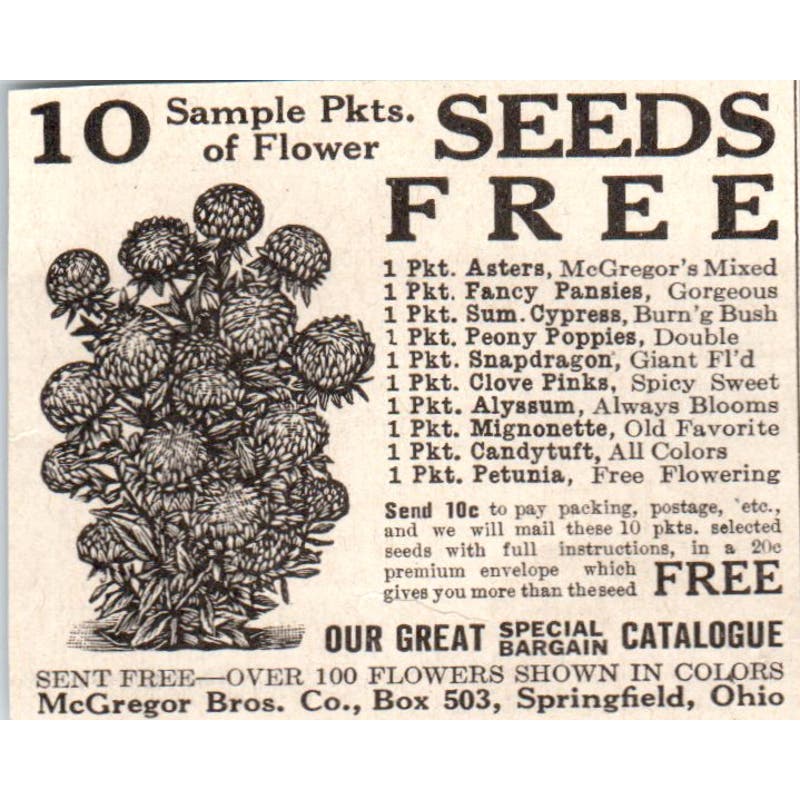 10 Sample Pkts. of Flower SEEDS
FREE
1 Pkt. Asters, McGregor's Mixed
1 Pkt. Fancy Pansies, Gorgeous
1 Pkt. Sum. Cypress, Burn'g Bush
1 Pkt. Peony Poppies, Double
1 Pkt. Snapdragon, Giant Fl'd
1 Pkt. Clove Pinks, Spicy Sweet
1 Pkt. Alyssum, Always Blooms
1 Pkt. Mignonette, Old Favorite
1 Pkt. Candytuft, All Colors
1 Pkt. Petunia, Free Flowering
Send 10c to pay packing, postage, etc.,
and we will mail these 10 pkts. selected
seeds with full instructions, in a 20c
premium envelope which
gives you more than the seed FREE
OUR GREAT SPECIAL BARGAIN CATALOGUE
SENT FREE—OVER 100 FLOWERS SHOWN IN COLORS
McGregor Bros. Co., Box 503, Springfield, Ohio